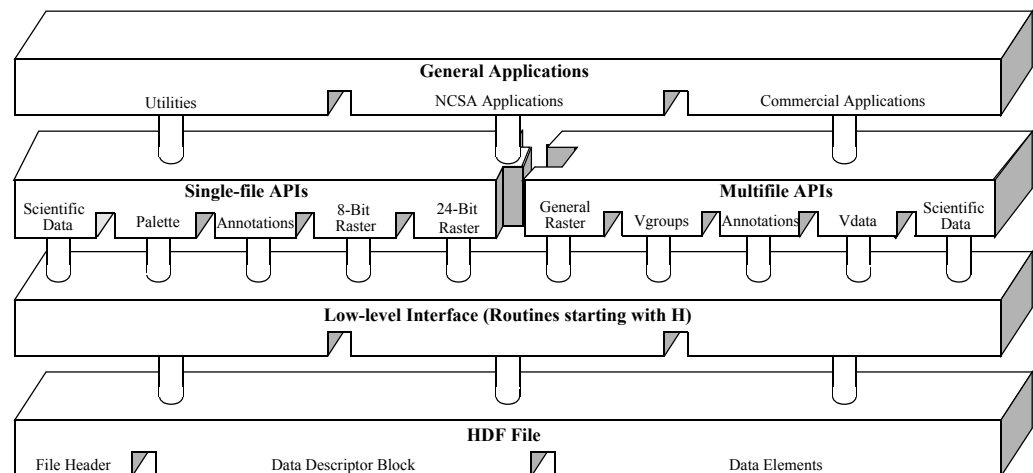 General Applications
Utilities
NCSA Applications
Commercial Applications
Single-file APIs
Scientific
Data
Palette
Annotations
8-Bit
Raster
24-Bit
Raster
Multifile APIs
General
Raster
Vgroups
Annotations
Vdata
Scientific
Data
Low-level Interface (Routines starting with H)
HDF File
File Header
Data Descriptor Block
Data Elements